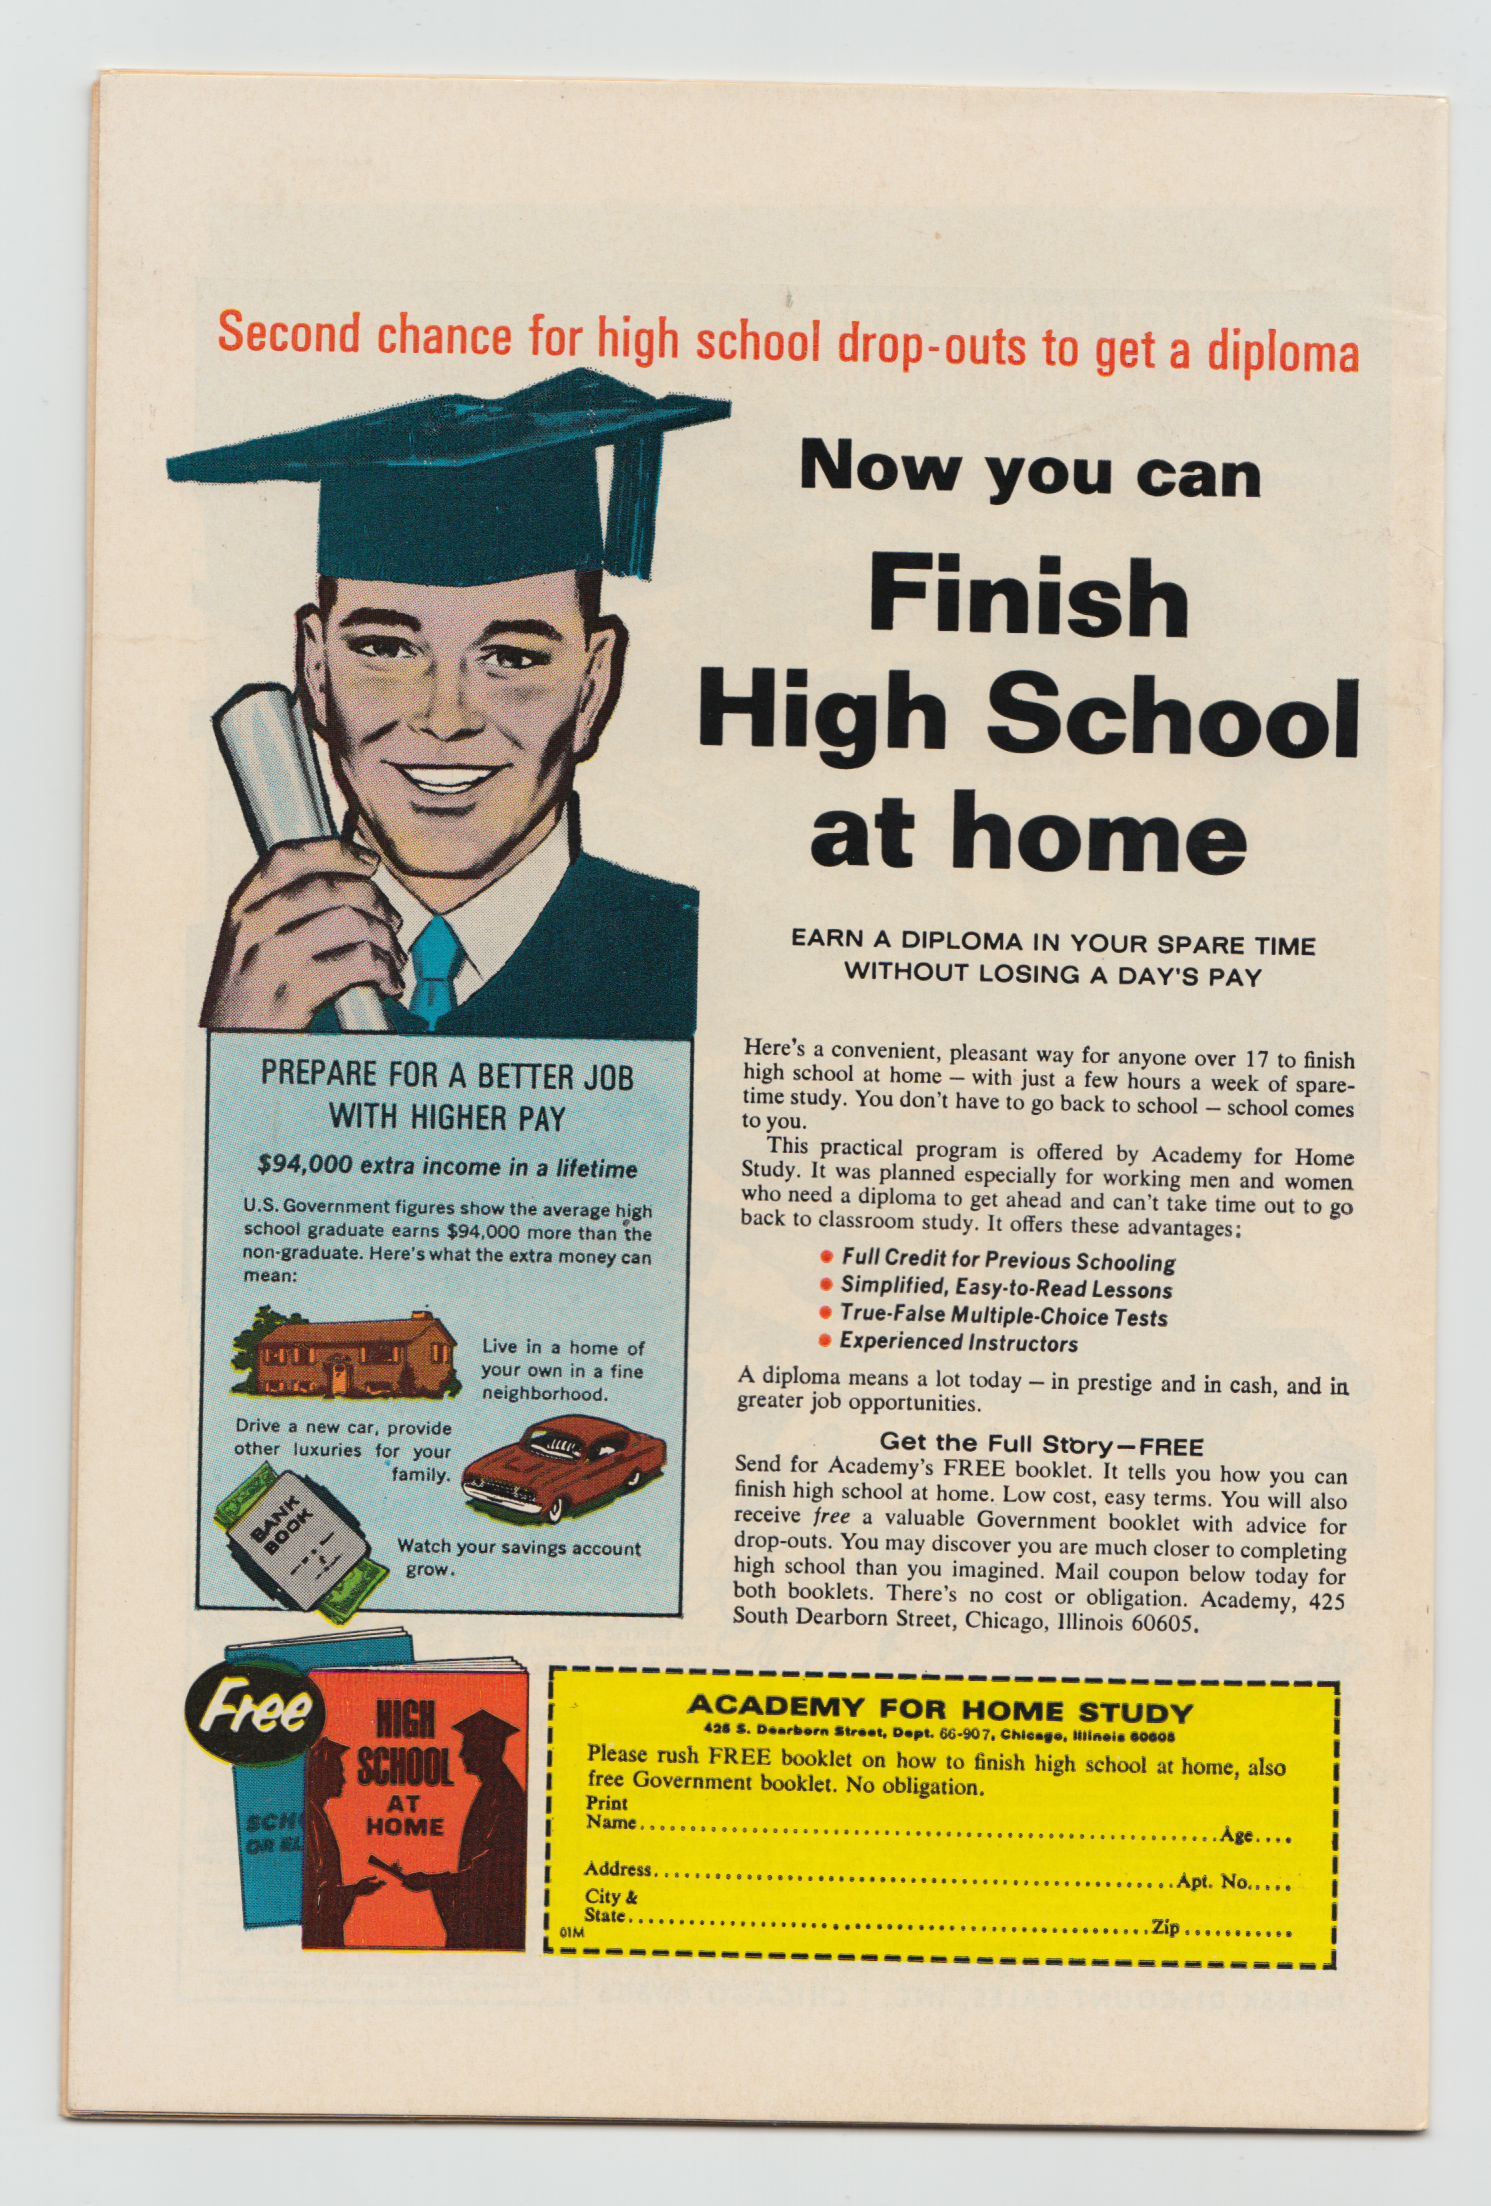 Second chance for high school drop-outs to get a diploma
Now you can
Finish
High School
at home
EARN A DIPLOMA IN YOUR SPARE TIME
WITHOUT LOSING A DAY'S PAY
Here's a convenient, pleasant way for anyone over 17 to finish
high school at home – with just a few hours a week of spare-
time study. You don't have to go back to school – school comes
to you.
This practical program is offered by Academy for Home
Study. It was planned especially for working men and women
who need a diploma to get ahead and can't take time out to go
back to classroom study. It offers these advantages:
• Full Credit for Previous Schooling
• Simplified, Easy-to-Read Lessons
• True-False Multiple-Choice Tests
• Experienced Instructors
A diploma means a lot today – in prestige and in cash, and in
greater job opportunities.
Get the Full Story—FREE
Send for Academy's FREE booklet. It tells you how you can
finish high school at home. Low cost, easy terms. You will also
receive free a valuable Government booklet with advice for
drop-outs. You may discover you are much closer to completing
high school than you imagined. Mail coupon below today for
both booklets. There's no cost or obligation. Academy, 425
South Dearborn Street, Chicago, Illinois 60605.
PREPARE FOR A BETTER JOB
WITH HIGHER PAY
$94,000 extra income in a lifetime
U.S. Government figures show the average high
school graduate earns $94,000 more than the
non-graduate. Here's what the extra money can
mean:
Live in a home of
your own in a fine
neighborhood.
Drive a new car, provide
other luxuries for your
family.
BANK
BOOK
Watch your savings account
grow.
Free
HIGH
SCHOOL
AT
HOME
ACADEMY FOR HOME STUDY
425 S. Dearborn Street, Dept. 66-907, Chicago, Illinois 60605
Please rush FREE booklet on how to finish high school at home, also
free Government booklet. No obligation.
Print
Name Age
Address Apt. No.
City &
State Zip
01M